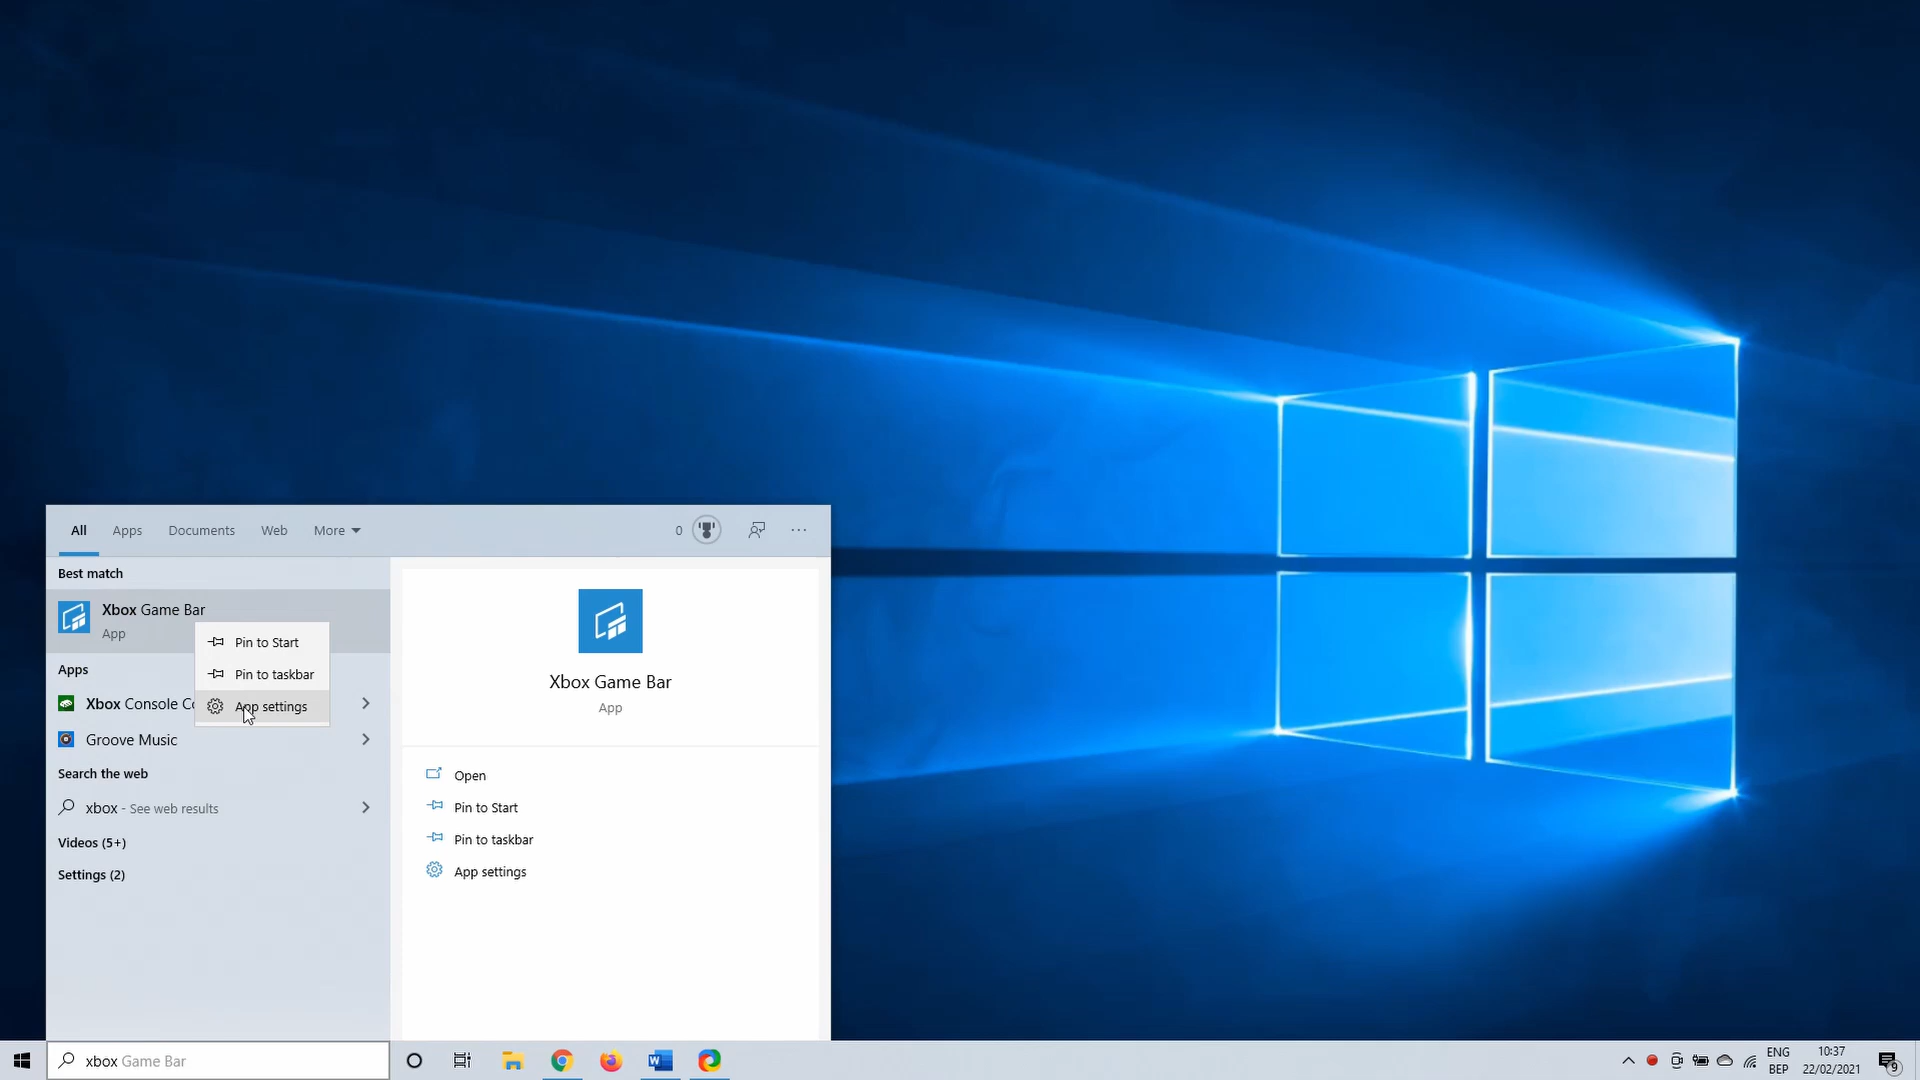 All Apps Documents Web More 0 ...
Best match
Xbox Game Bar
App
Pin to Start
Pin to taskbar
App settings
Apps
Xbox Console
Groove Music
Search the web
xbox - See web results
Videos (5+)
Settings (2)
Xbox Game Bar
App
Open
Pin to Start
Pin to taskbar
App settings
xbox Game Bar
ENG
BEP
10:37
22/02/2021
9